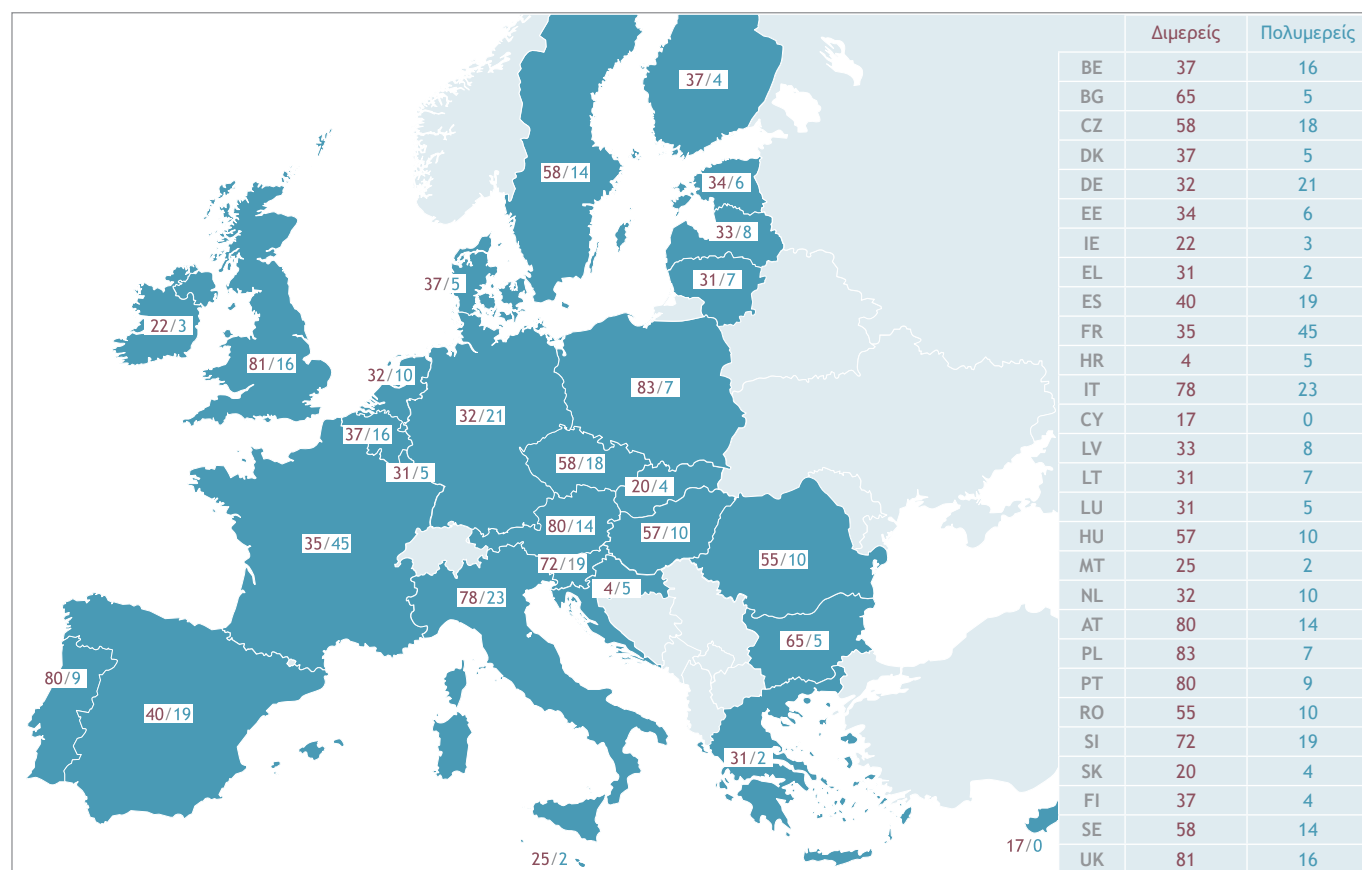 Διμερείς Πολυμερείς
BE 37 16
BG 65 5
CZ 58 18
DK 37 5
DE 32 21
EE 34 6
IE 22 3
EL 31 2
ES 40 19
FR 35 45
HR 4 5
IT 78 23
CY 17 0
LV 33 8
LT 31 7
LU 31 5
HU 57 10
MT 25 2
NL 32 10
AT 80 14
PL 83 7
PT 80 9
RO 55 10
SI 72 19
SK 20 4
FI 37 4
SE 58 14
UK 81 16
37/4
58/14
34/6
33/8
31/7
37/5
22/3
81/16
32/10
83/7
32/21
37/16
31/5
58/18
20/4
80/14
57/10
35/45
72/19
55/10
4/5
78/23
65/5
80/9
40/19
31/2
17/0
25/2